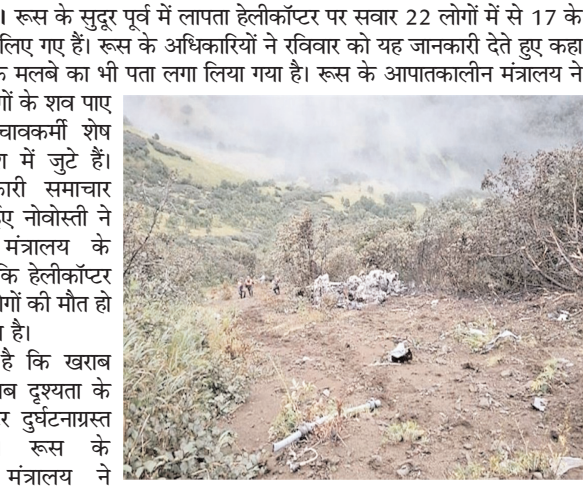 । रूस के सुदूर पूर्व में लापता हेलीकॉप्टर पर सवार 22 लोगों में से 17 के
लिए गए हैं। रूस के अधिकारियों ने रविवार को यह जानकारी देते हुए कहा
मलबे का भी पता लगा लिया गया है। रूस के आपातकालीन मंत्रालय ने
गों के शव पाए
चावकर्मी शेष
में जुटे हैं।
कारी समाचार
ए नोवोस्ती ने
मंत्रालय के
कि हेलीकॉप्टर
गों की मौत हो
है।
है कि खराब
ब दृश्यता के
र दुर्घटनाग्रस्त
रूस के
मंत्रालय ने